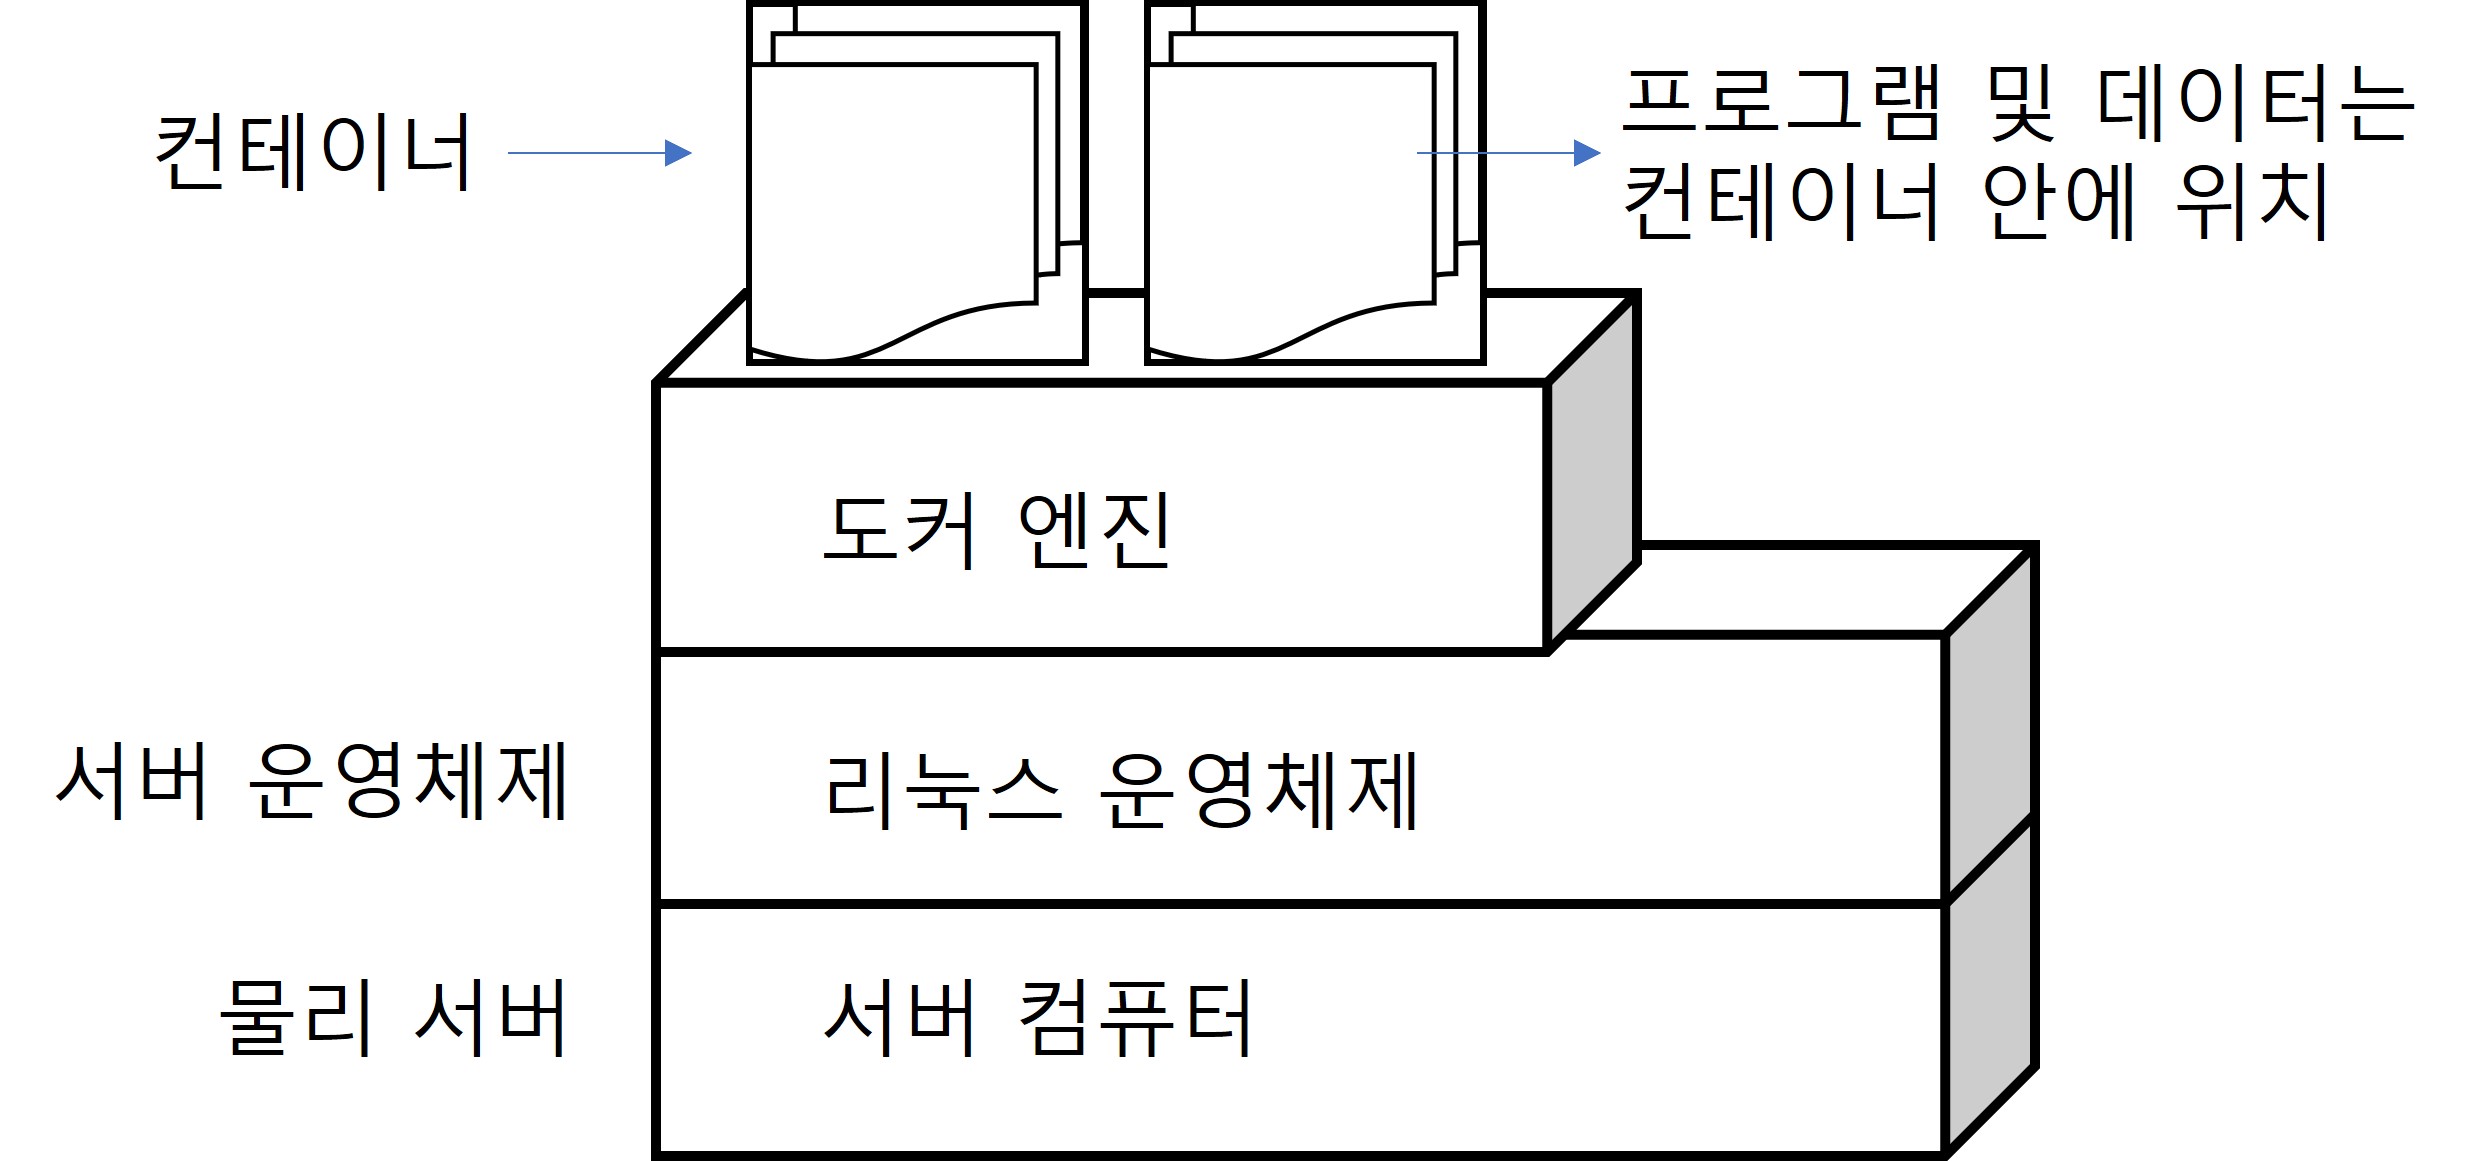 컨테이너
프로그램 및 데이터는
컨테이너 안에 위치
도커 엔진
서버 운영체제
리눅스 운영체제
물리 서버
서버 컴퓨터